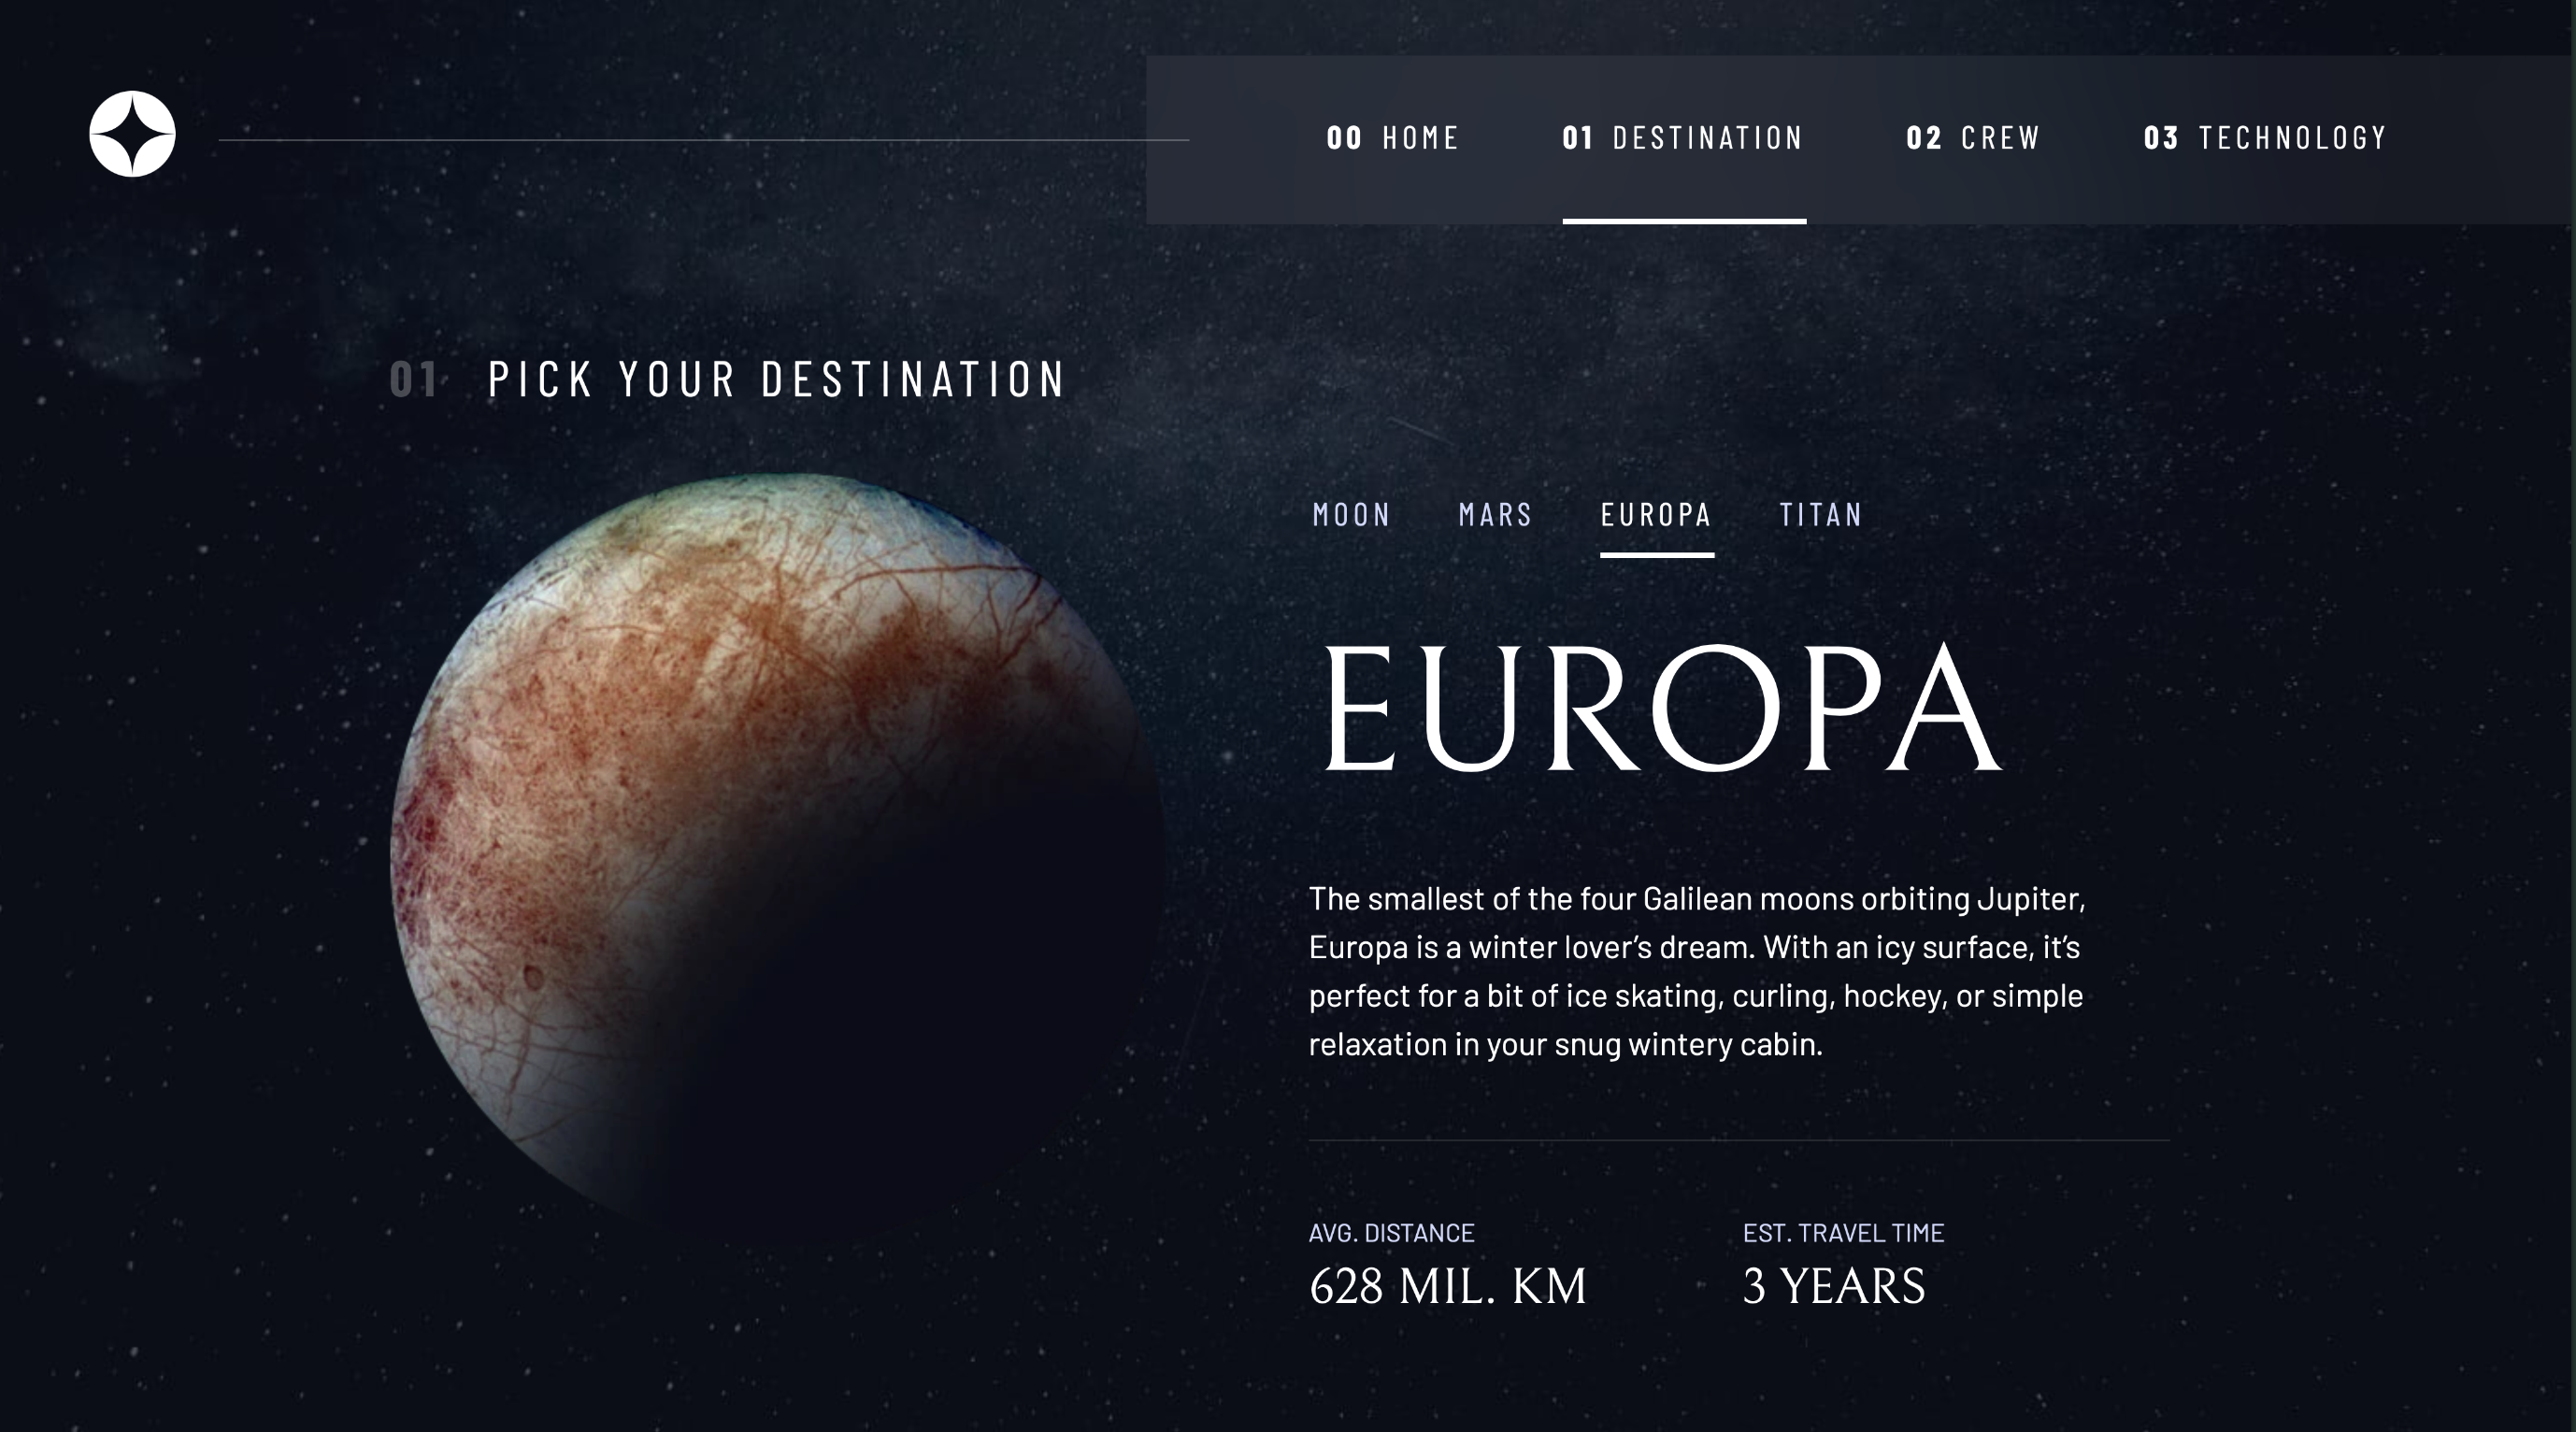 00 HOME 01 DESTINATION 02 CREW 03 TECHNOLOGY
01 PICK YOUR DESTINATION
MOON MARS EUROPA TITAN
EUROPA
The smallest of the four Galilean moons orbiting Jupiter,
Europa is a winter lover’s dream. With an icy surface, it’s
perfect for a bit of ice skating, curling, hockey, or simple
relaxation in your snug wintery cabin.
AVG. DISTANCE EST. TRAVEL TIME
628 MIL. KM 3 YEARS